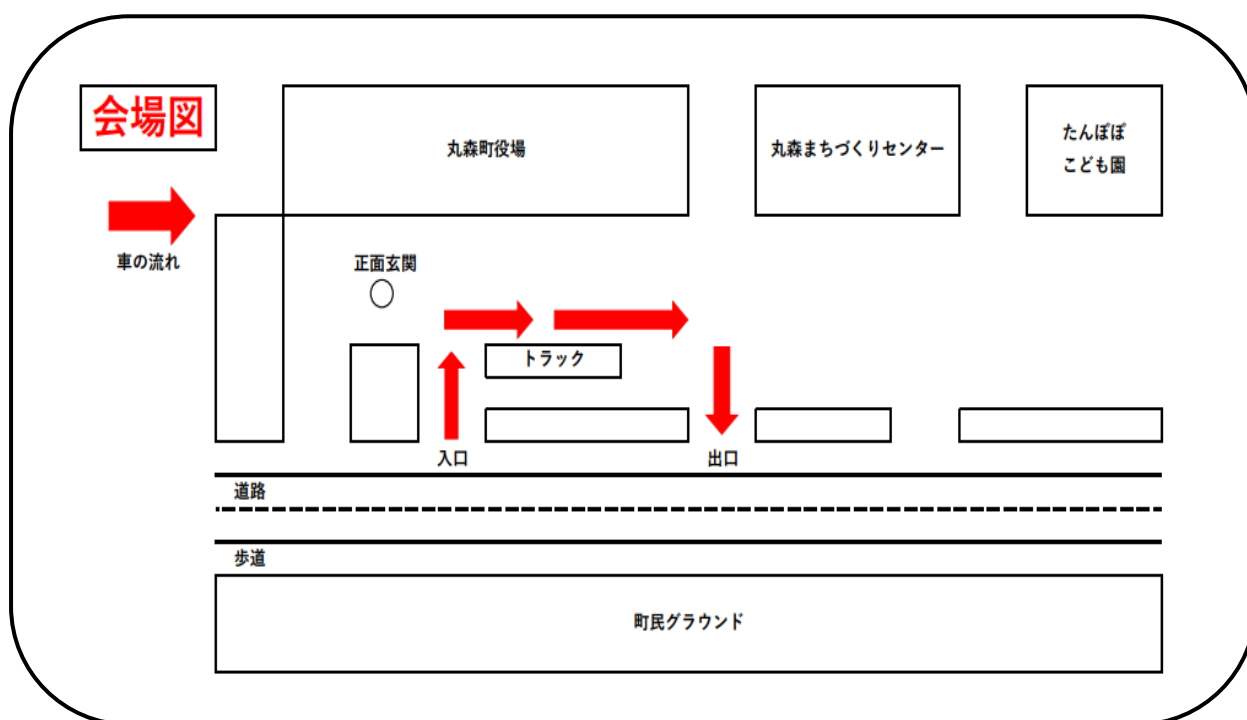 会場図
丸森町役場
丸森まちづくりセンター
たんぽぽ
こども園
車の流れ
正面玄関
トラック
入口
出口
道路
歩道
町民グラウンド